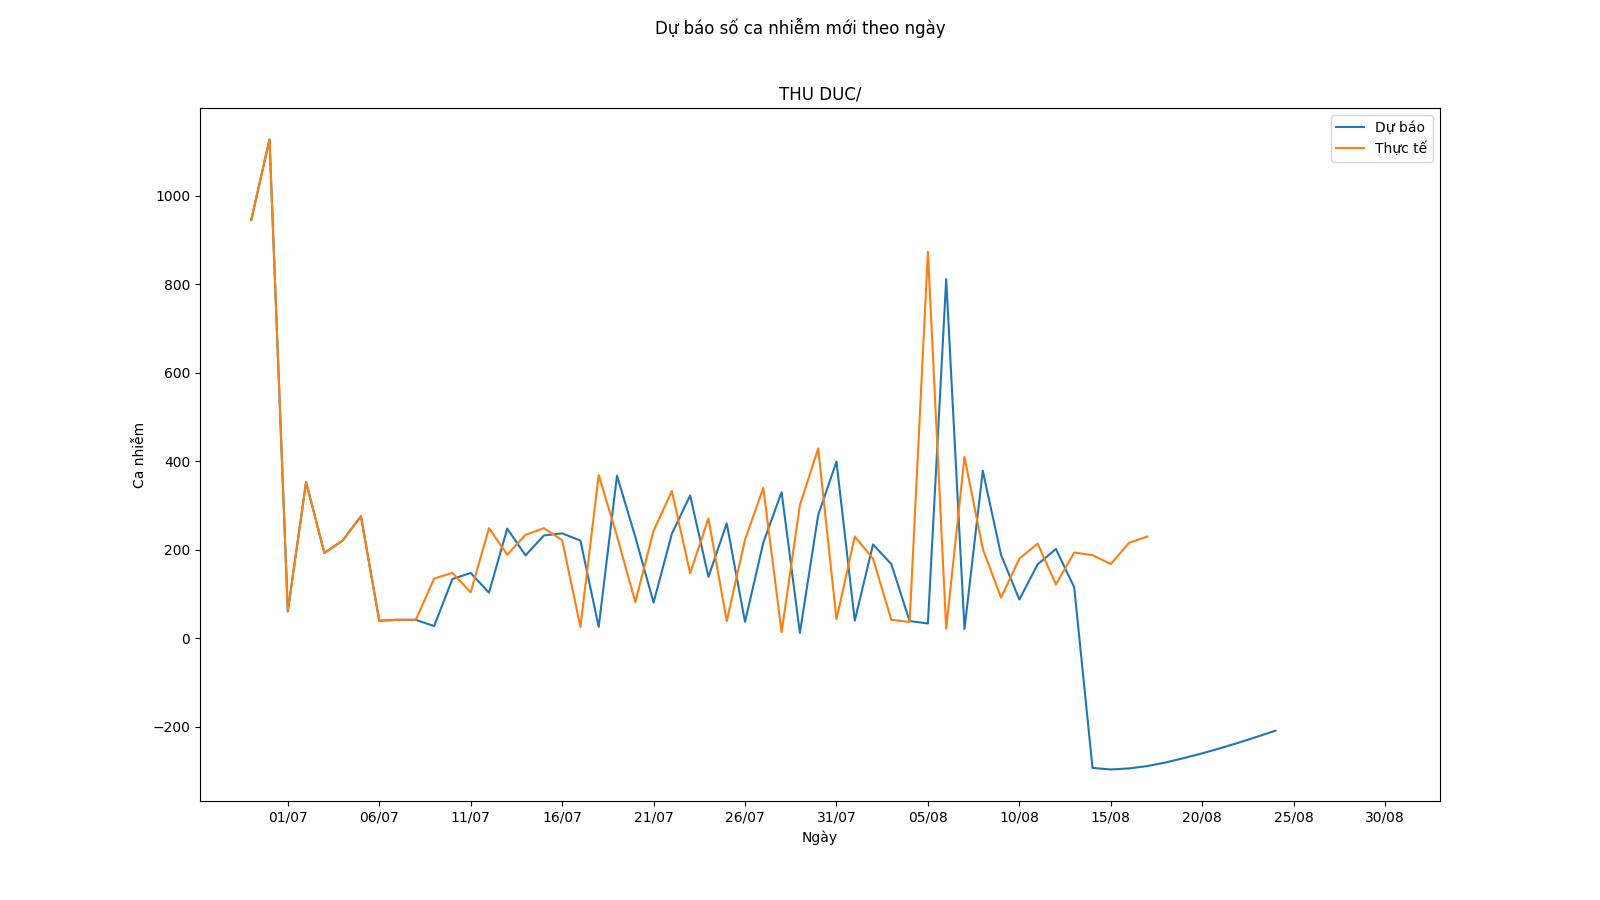 Dự báo số ca nhiễm mới theo ngày
THU DUC/
Dự báo
Thực tế
1000
800
600
400
200
0
−200
Ca nhiễm
01/07 06/07 11/07 16/07 21/07 26/07 31/07 05/08 10/08 15/08 20/08 25/08 30/08
Ngày